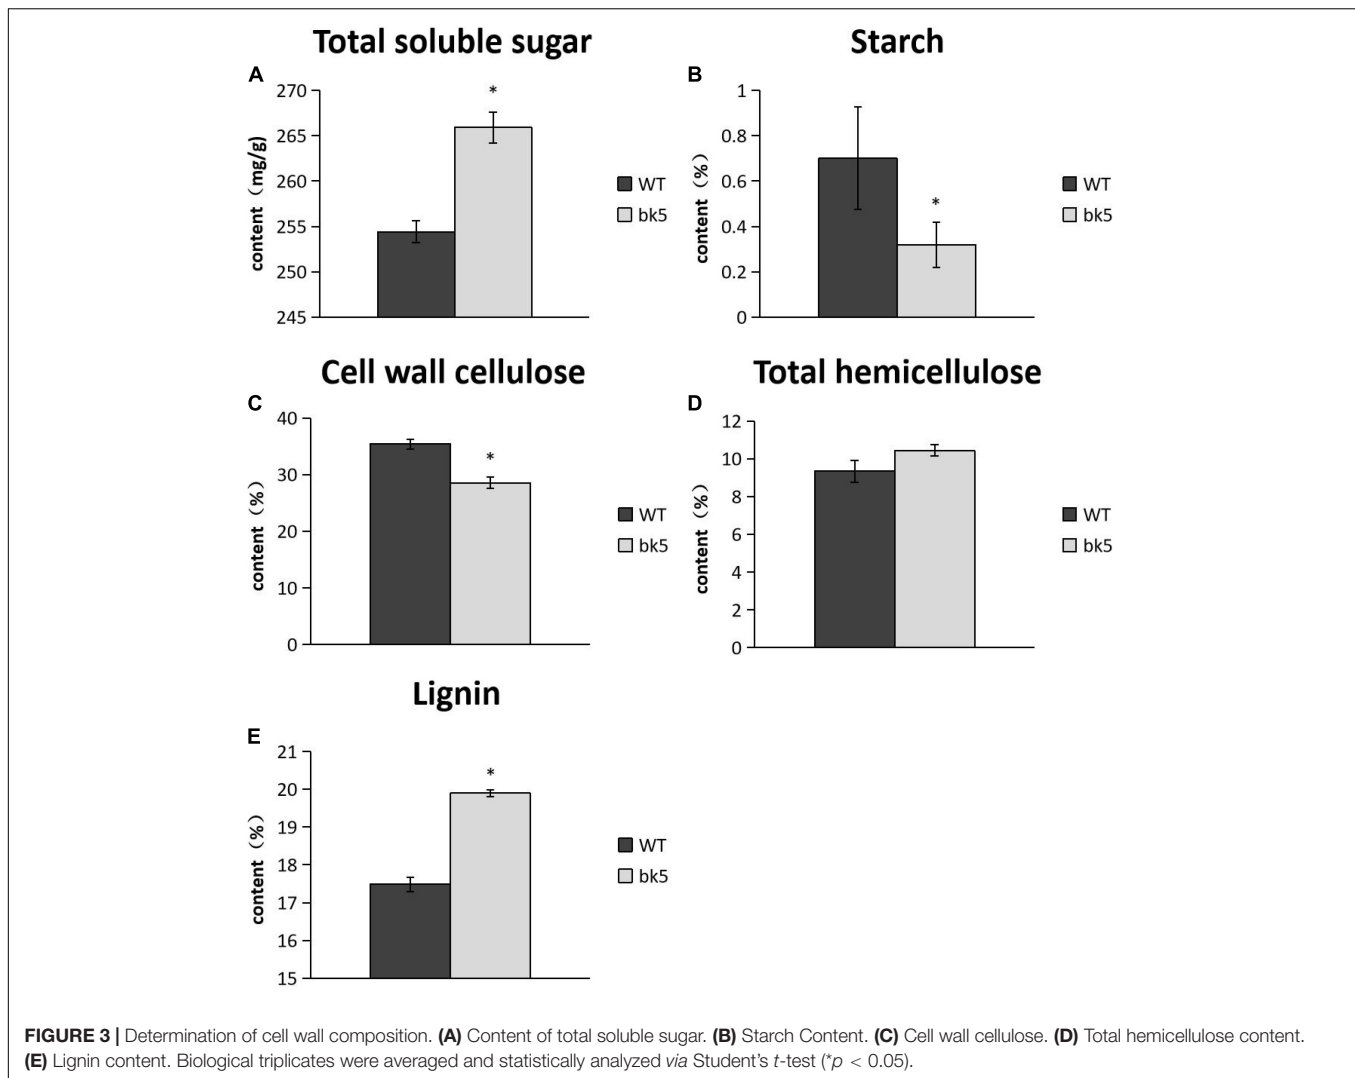 Total soluble sugar
A
270
265
260
255
250
245
content（mg/g)
*
WT
bk5
Starch
B
1
0.8
0.6
0.4
0.2
0
content（%)
*
WT
bk5
Cell wall cellulose
C
40
30
20
10
0
content（%)
*
WT
bk5
Total hemicellulose
D
12
10
8
6
4
2
0
content（%)
WT
bk5
Lignin
E
21
20
19
18
17
16
15
content（%)
*
WT
bk5
FIGURE 3 | Determination of cell wall composition. (A) Content of total soluble sugar. (B) Starch Content. (C) Cell wall cellulose. (D) Total hemicellulose content.
(E) Lignin content. Biological triplicates were averaged and statistically analyzed via Student’s t-test (*p < 0.05).